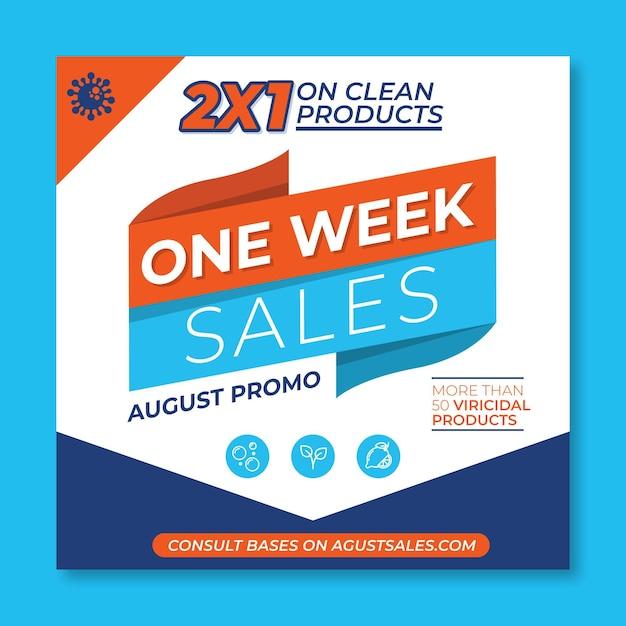 2X1 ON CLEAN
PRODUCTS
ONE WEEK
SALES
AUGUST PROMO
MORE THAN
50 VIRICIDAL
PRODUCTS
CONSULT BASES ON AGUSTSALES.COM